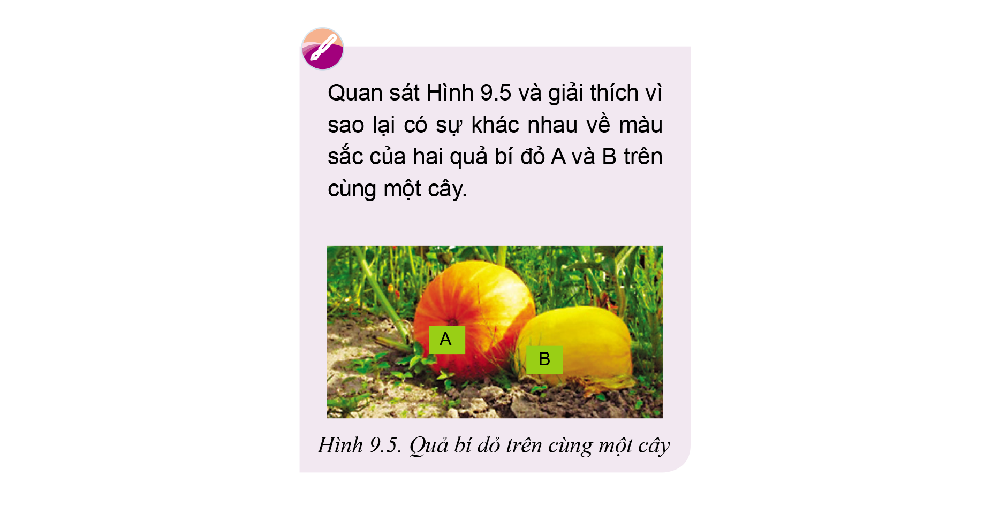 Quan sát Hình 9.5 và giải thích vì
sao lại có sự khác nhau về màu
sắc của hai quả bí đỏ A và B trên
cùng một cây.
A
B
Hình 9.5. Quả bí đỏ trên cùng một cây